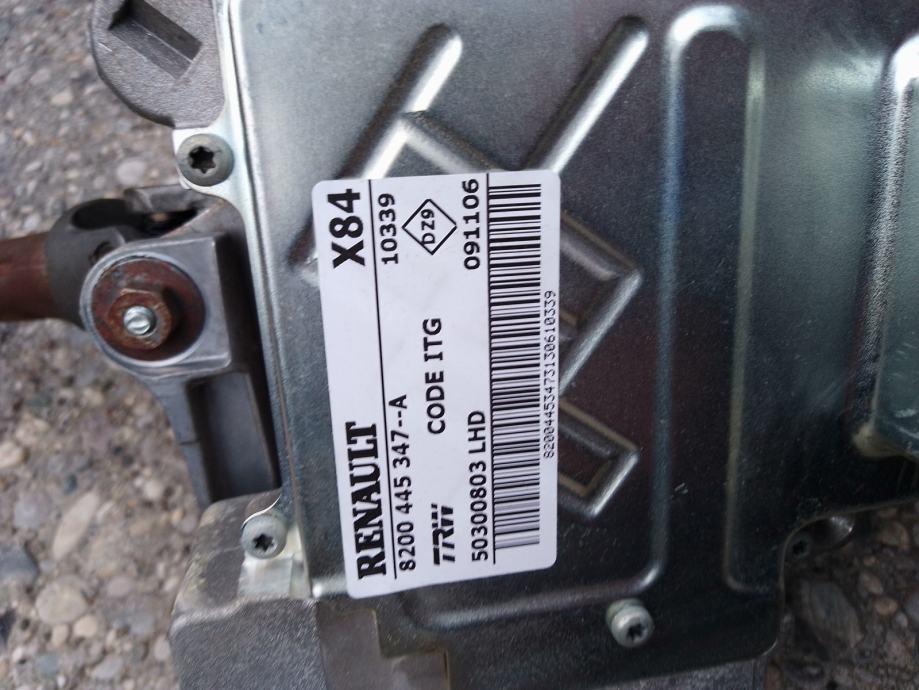 RENAULT X84
8200 445 347--A 10339
TRW CODE ITG DZ9
50300803 LHD 091106
8200445347313061O339